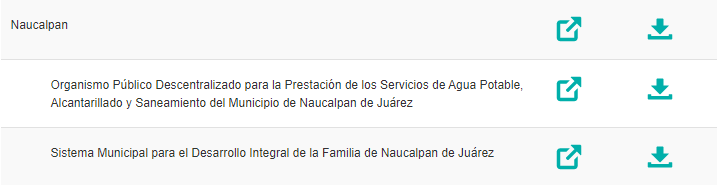 Naucalpan
Organismo Público Descentralizado para la Prestación de los Servicios de Agua Potable,
Alcantarillado y Saneamiento del Municipio de Naucalpan de Juárez
Sistema Municipal para el Desarrollo Integral de la Familia de Naucalpan de Juárez